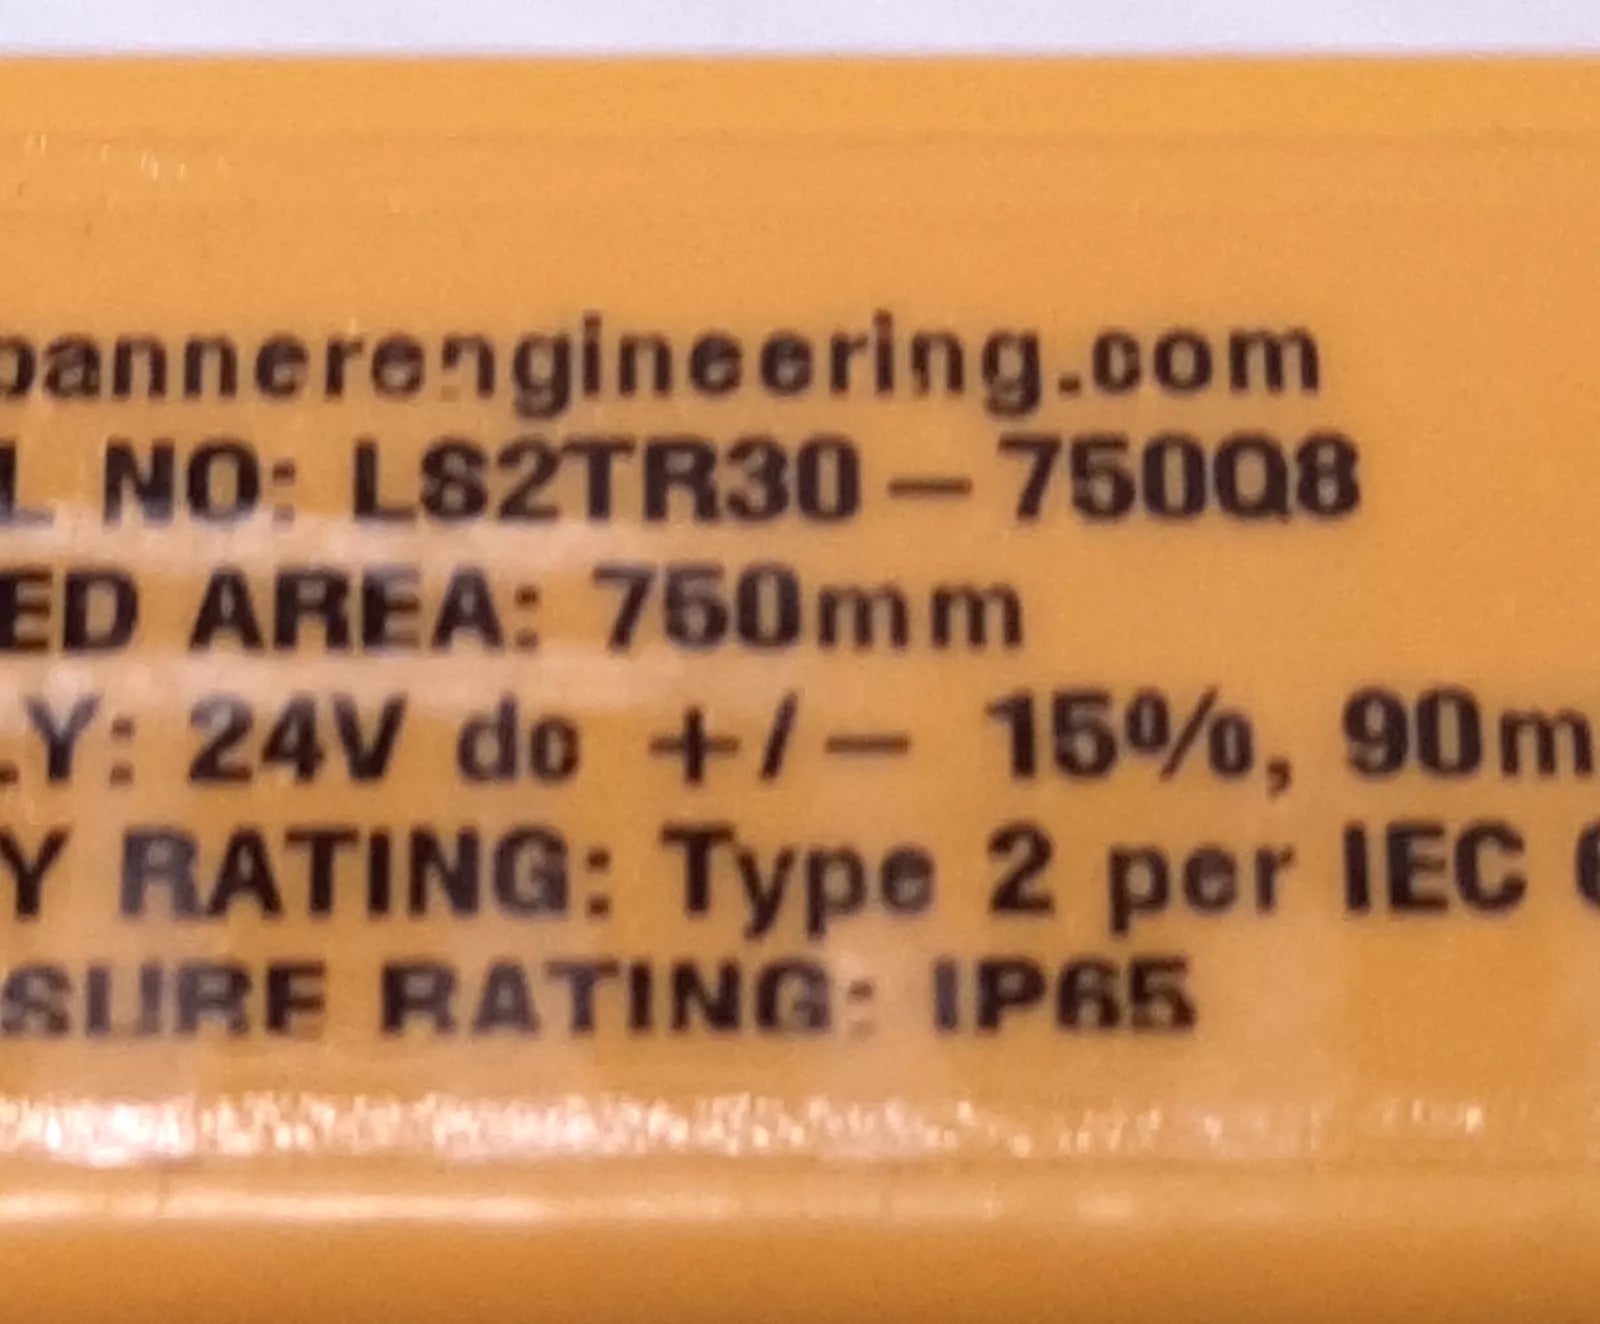 bannerengineering.com
L NO: LS2TR30-750Q8
ED AREA: 750mm
LY: 24V dc +/- 15%, 90m
Y RATING: Type 2 per IEC 6
SURE RATING: IP65